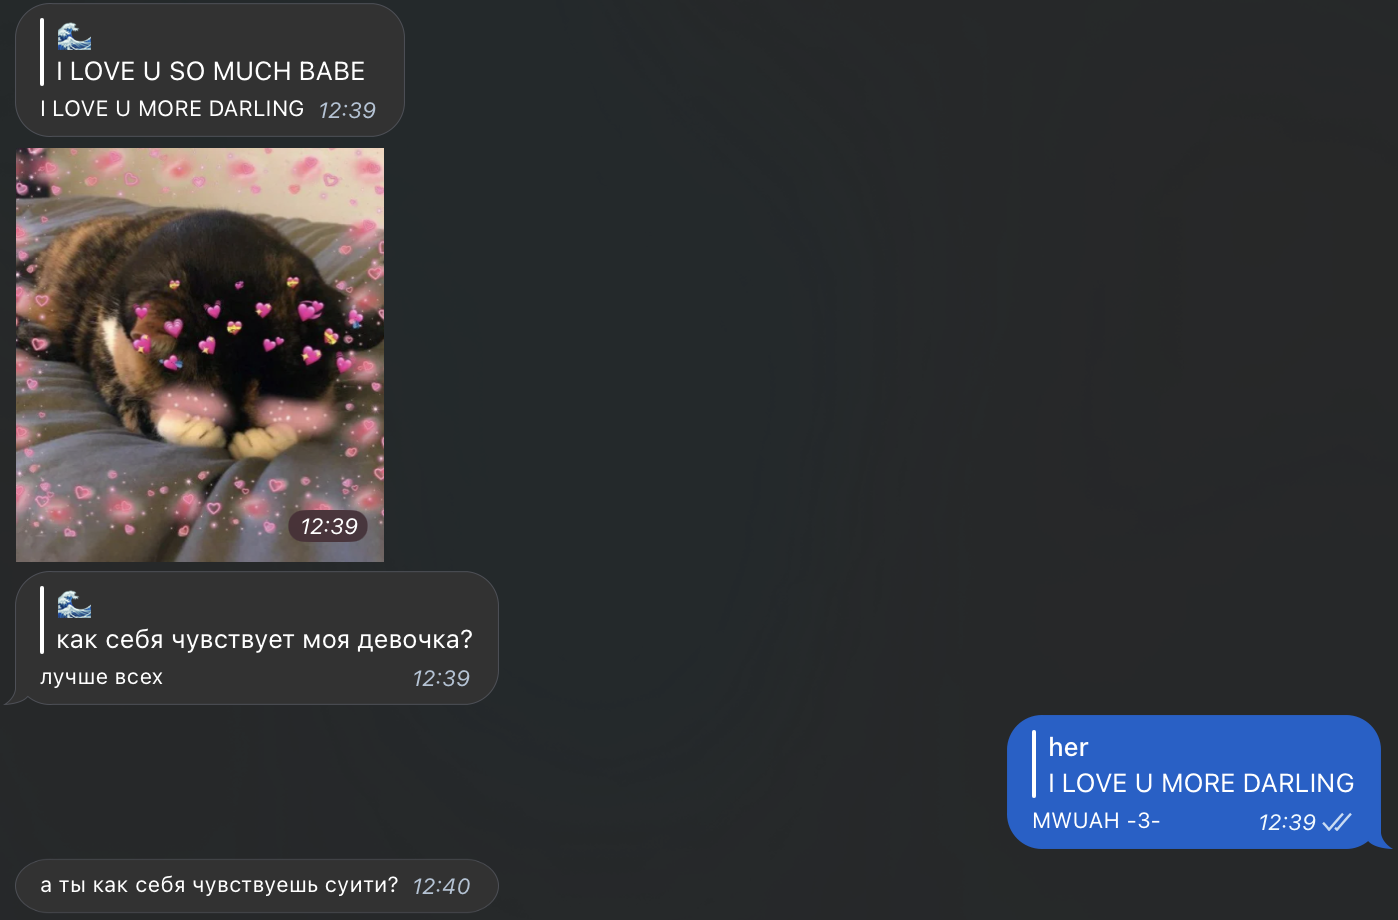 🌊
I LOVE U SO MUCH BABE
I LOVE U MORE DARLING 12:39
12:39
🌊
как себя чувствует моя девочка?
лучше всех 12:39
her
I LOVE U MORE DARLING
MWUAH -3- 12:39
а ты как себя чувствуешь суити? 12:40